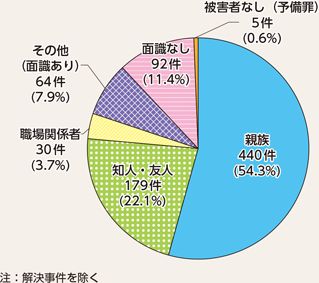 被害者なし（予備罪）
5件
(0.6%)
面識なし
92件
(11.4%)
その他
(面識あり)
64件
(7.9%)
職場関係者
30件
(3.7%)
知人・友人
179件
(22.1%)
親族
440件
(54.3%)
注：解決事件を除く